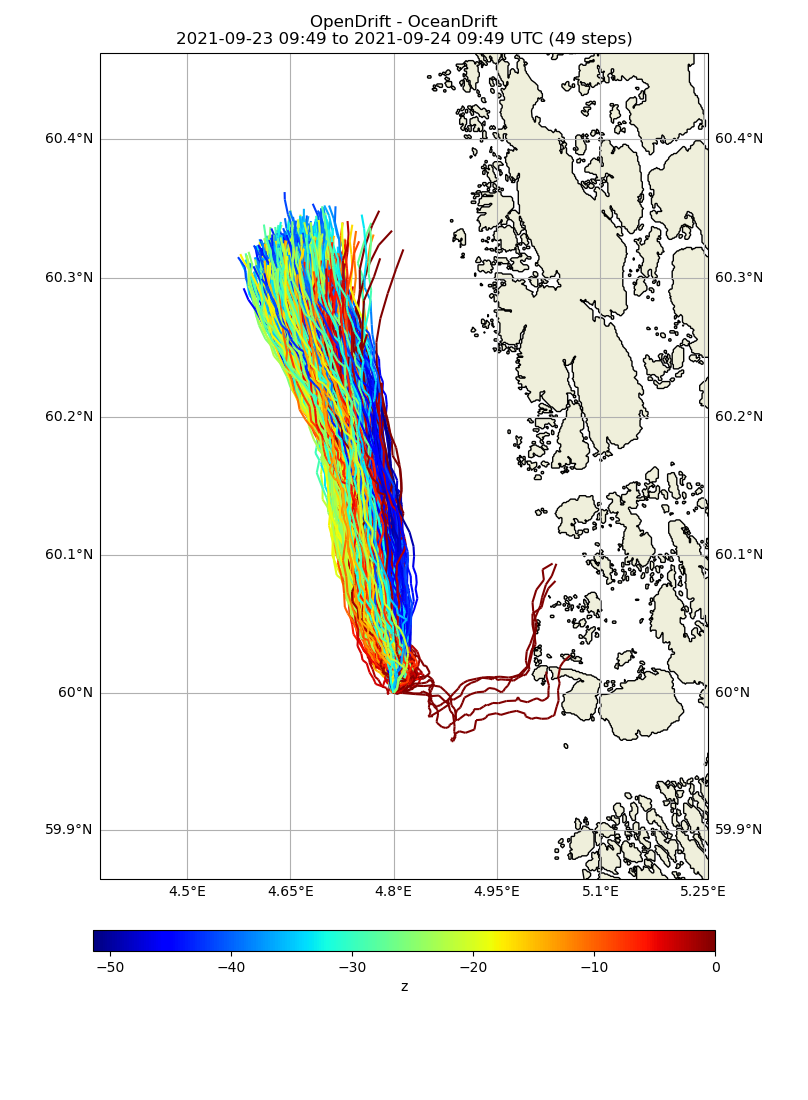 OpenDrift - OceanDrift
2021-09-23 09:49 to 2021-09-24 09:49 UTC (49 steps)
60.4°N 60.4°N
60.3°N 60.3°N
60.2°N 60.2°N
60.1°N 60.1°N
60°N 60°N
59.9°N 59.9°N
4.5°E 4.65°E 4.8°E 4.95°E 5.1°E 5.25°E
−50 −40 −30 −20 −10 0
z